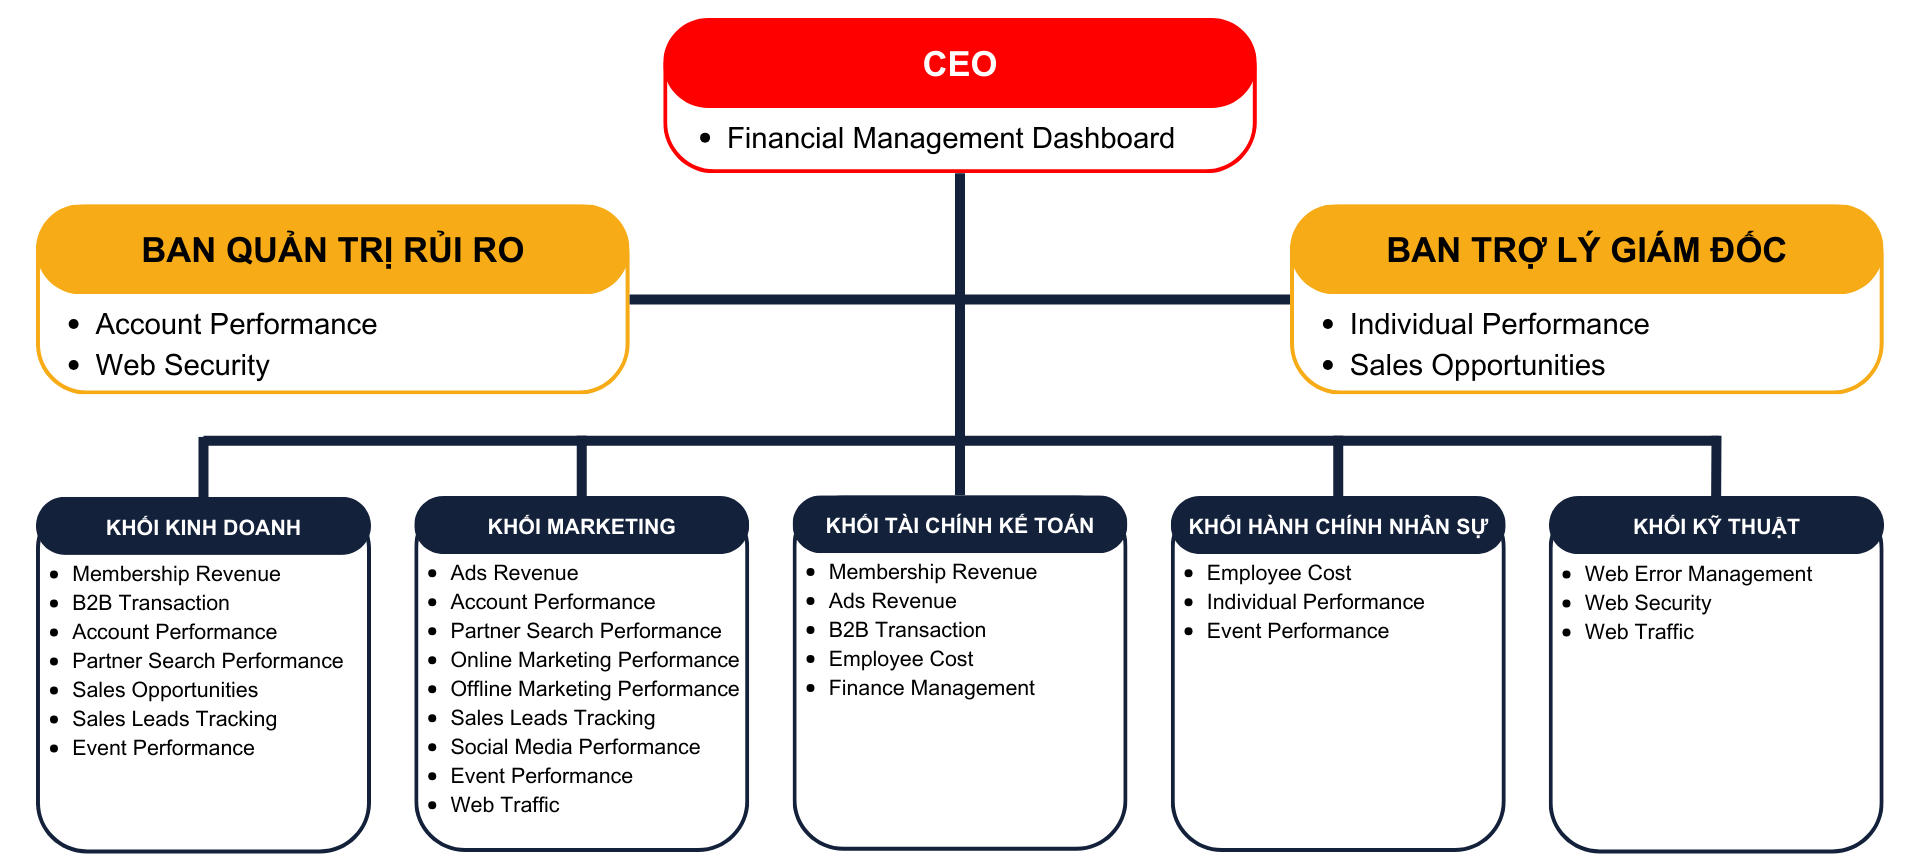 CEO
• Financial Management Dashboard
BAN QUẢN TRỊ RỦI RO
• Account Performance
• Web Security
BAN TRỢ LÝ GIÁM ĐỐC
• Individual Performance
• Sales Opportunities
KHỐI KINH DOANH
• Membership Revenue
• B2B Transaction
• Account Performance
• Partner Search Performance
• Sales Opportunities
• Sales Leads Tracking
• Event Performance
KHỐI MARKETING
• Ads Revenue
• Account Performance
• Partner Search Performance
• Online Marketing Performance
• Offline Marketing Performance
• Sales Leads Tracking
• Social Media Performance
• Event Performance
• Web Traffic
KHỐI TÀI CHÍNH KẾ TOÁN
• Membership Revenue
• Ads Revenue
• B2B Transaction
• Employee Cost
• Finance Management
KHỐI HÀNH CHÍNH NHÂN SỰ
• Employee Cost
• Individual Performance
• Event Performance
KHỐI KỸ THUẬT
• Web Error Management
• Web Security
• Web Traffic